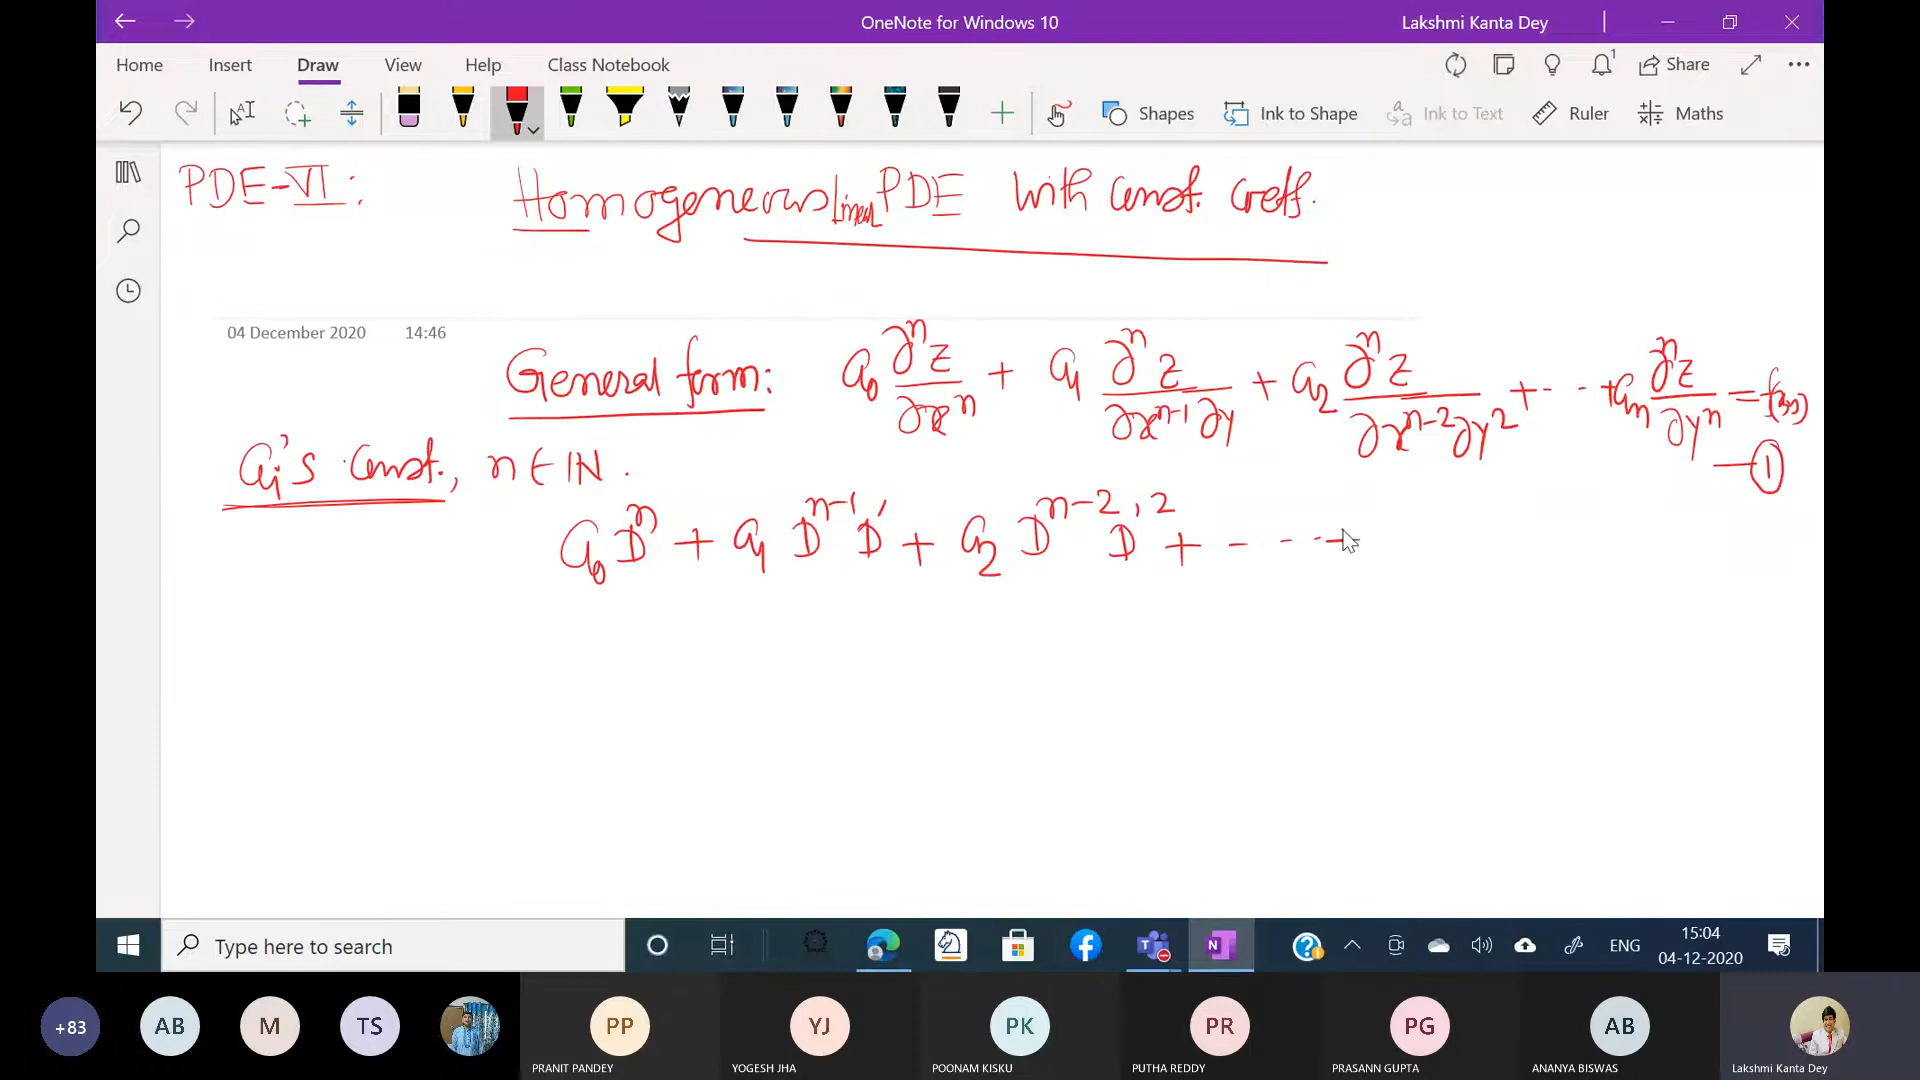 OneNote for Windows 10
Lakshmi Kanta Dey
Home Insert Draw View Help Class Notebook
Share
Shapes Ink to Shape Ink to Text Ruler Maths
PDE-VI: Homogeneous Linear PDE with const. coeff.
04 December 2020 14:46
General form: a₀ ∂ⁿz/∂xⁿ + a₁ ∂ⁿz/∂xⁿ⁻¹∂y + a₂ ∂ⁿz/∂xⁿ⁻²∂y² + - - - + aₙ ∂ⁿz/∂yⁿ = f(x,y) —①
aᵢ's const., n ∈ IN.
a₀Dⁿ + a₁ Dⁿ⁻¹D' + a₂ Dⁿ⁻²D'² + - - - -
Type here to search
ENG
15:04
04-12-2020
+83 AB M TS PP YJ PK PR PG AB
PRANIT PANDEY YOGESH JHA POONAM KISKU PUTHA REDDY PRASANN GUPTA ANANYA BISWAS Lakshmi Kanta Dey